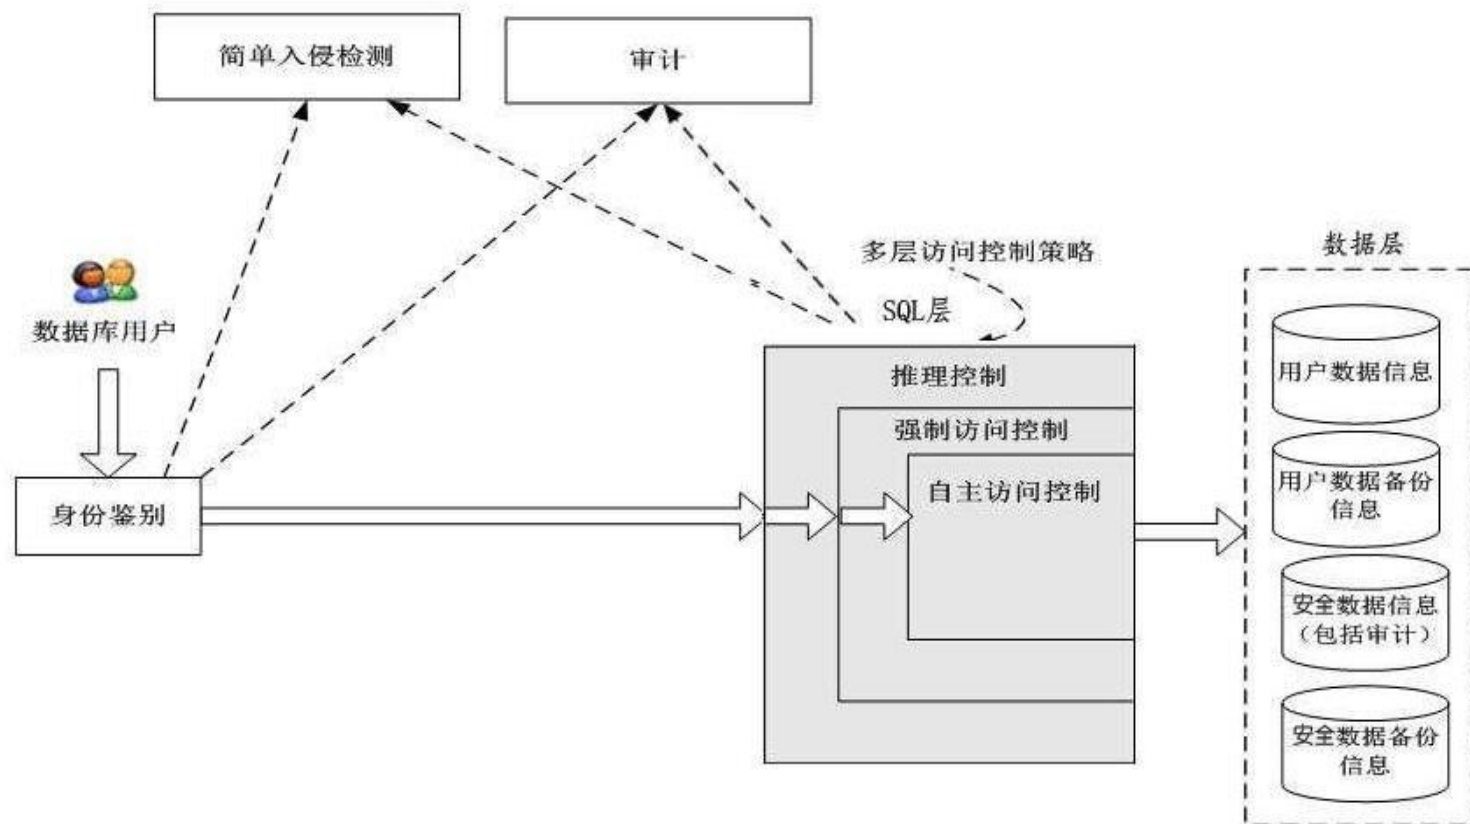 简单入侵检测
审计
多层访问控制策略
数据层
SQL层
数据库用户
推理控制
用户数据信息
强制访问控制
自主访问控制
用户数据备份
信息
身份鉴别
安全数据信息
（包括审计）
安全数据备份
信息